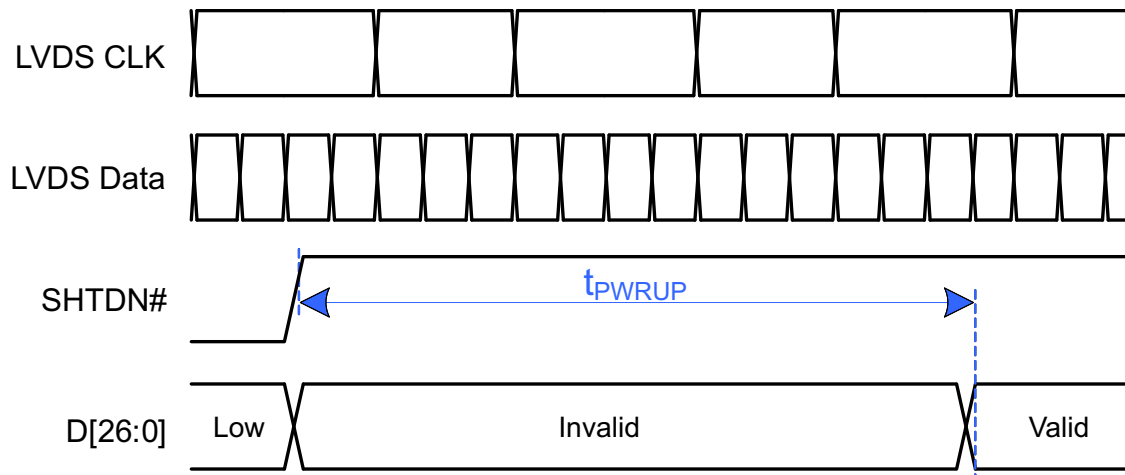 LVDS CLK
LVDS Data
SHTDN#
tPWRUP
D[26:0]
Low
Invalid
Valid